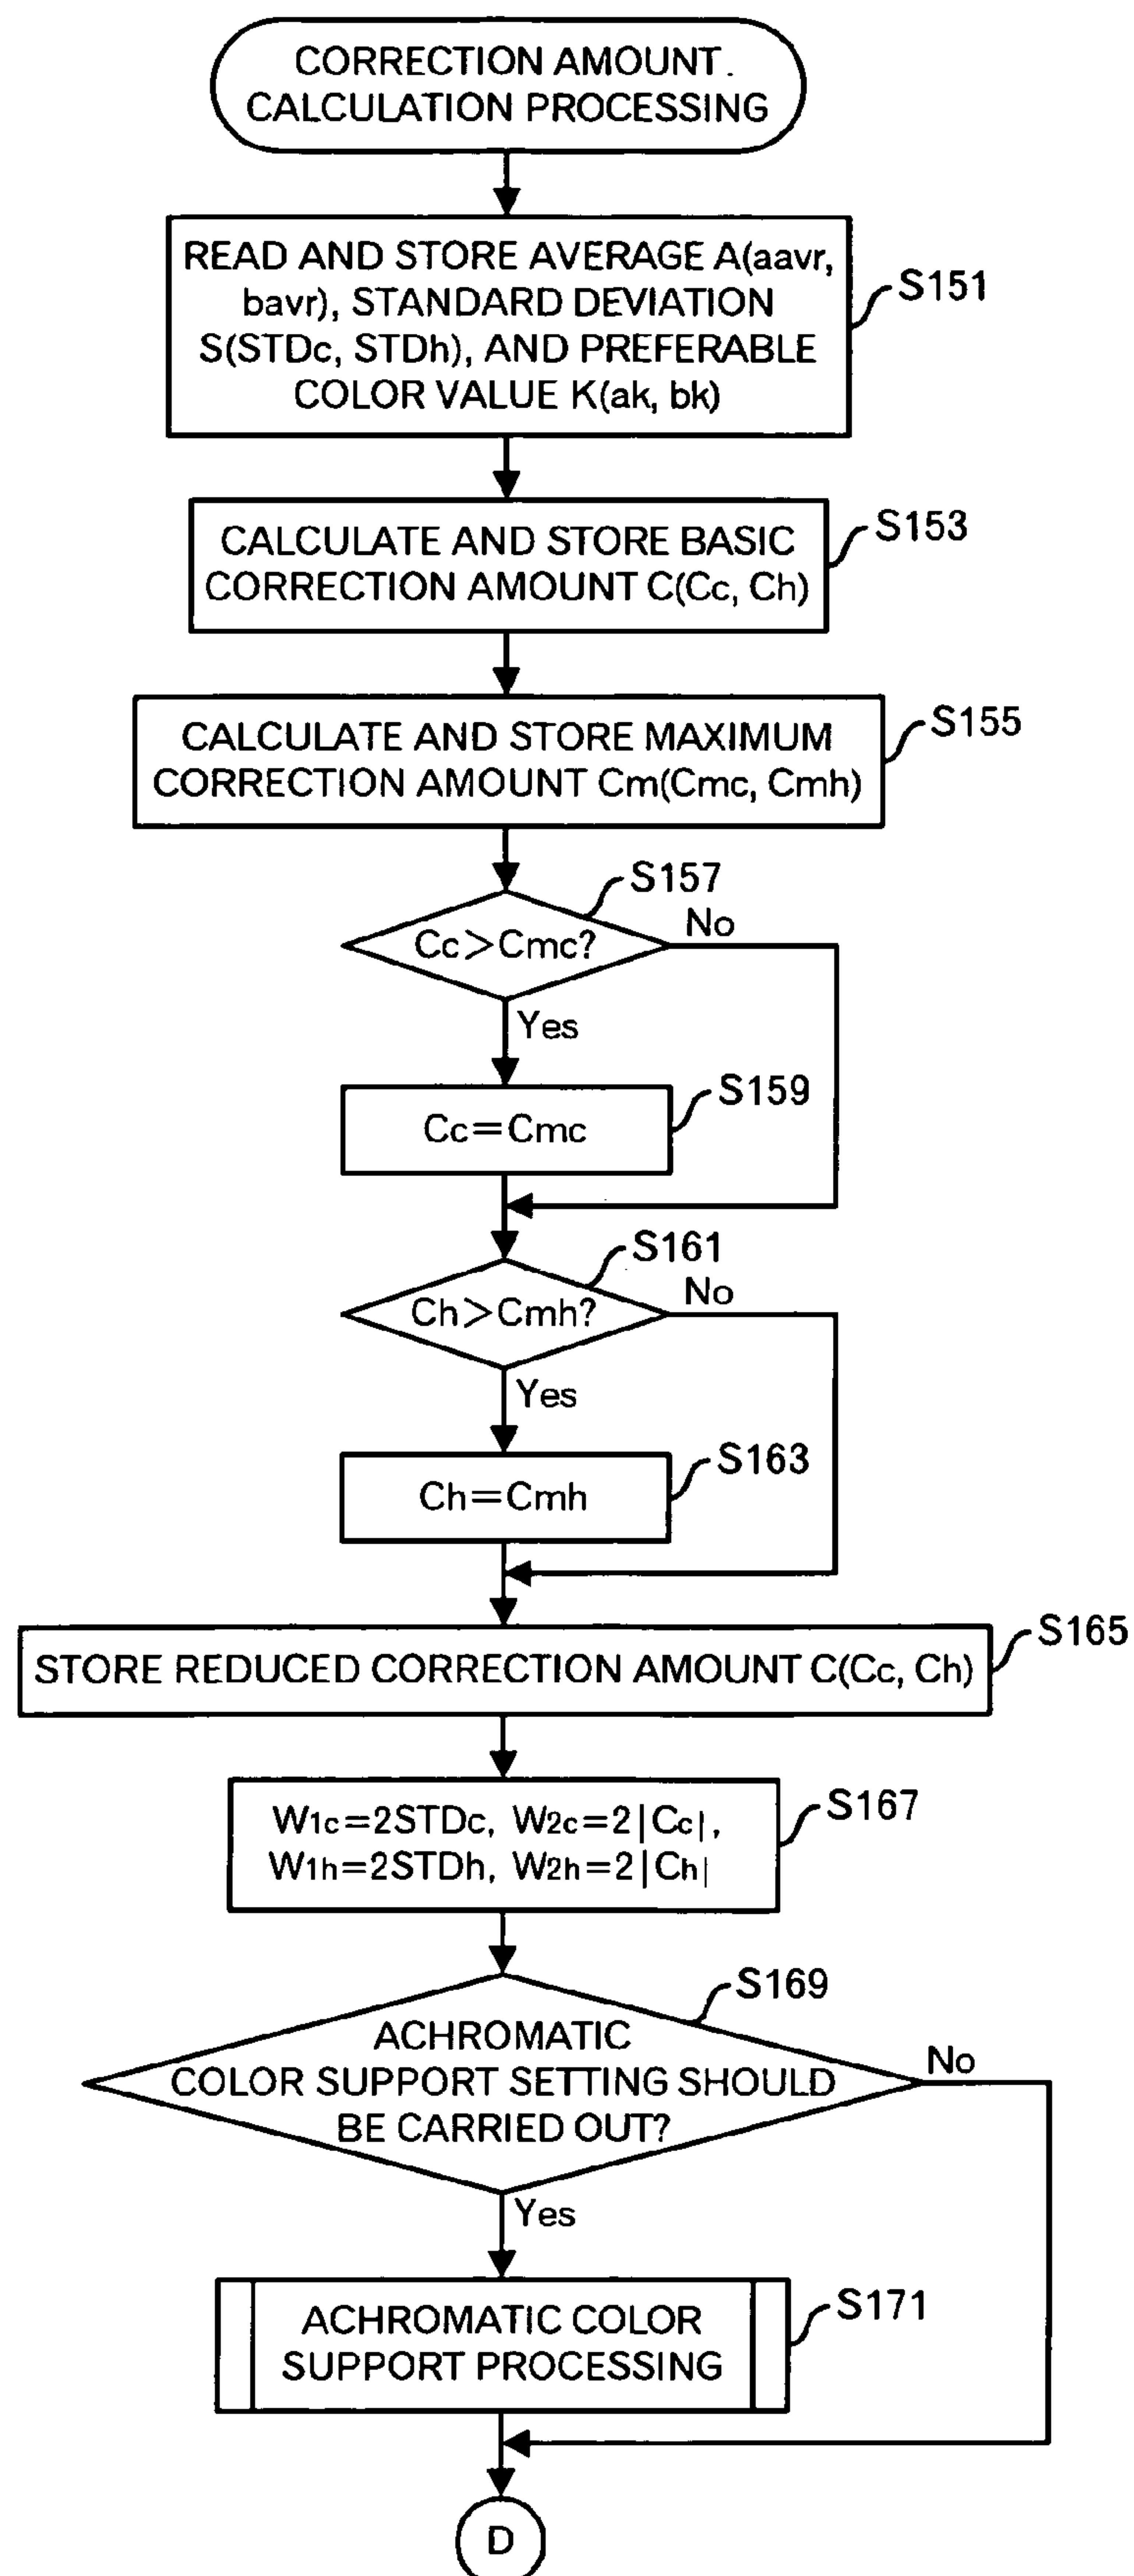 CORRECTION AMOUNT.
CALCULATION PROCESSING
READ AND STORE AVERAGE A(aavr,
bavr), STANDARD DEVIATION
S(STDc, STDh), AND PREFERABLE
COLOR VALUE K(ak, bk)
S151
CALCULATE AND STORE BASIC
CORRECTION AMOUNT C(Cc, Ch)
S153
CALCULATE AND STORE MAXIMUM
CORRECTION AMOUNT Cm(Cmc, Cmh)
S155
S157
Cc>Cmc?
No
Yes
S159
Cc=Cmc
S161
Ch>Cmh?
No
Yes
S163
Ch=Cmh
S165
STORE REDUCED CORRECTION AMOUNT C(Cc, Ch)
S167
W1c=2STDc, W2c=2|Cc|,
W1h=2STDh, W2h=2|Ch|
S169
ACHROMATIC
COLOR SUPPORT SETTING SHOULD
BE CARRIED OUT?
No
Yes
S171
ACHROMATIC COLOR
SUPPORT PROCESSING
D